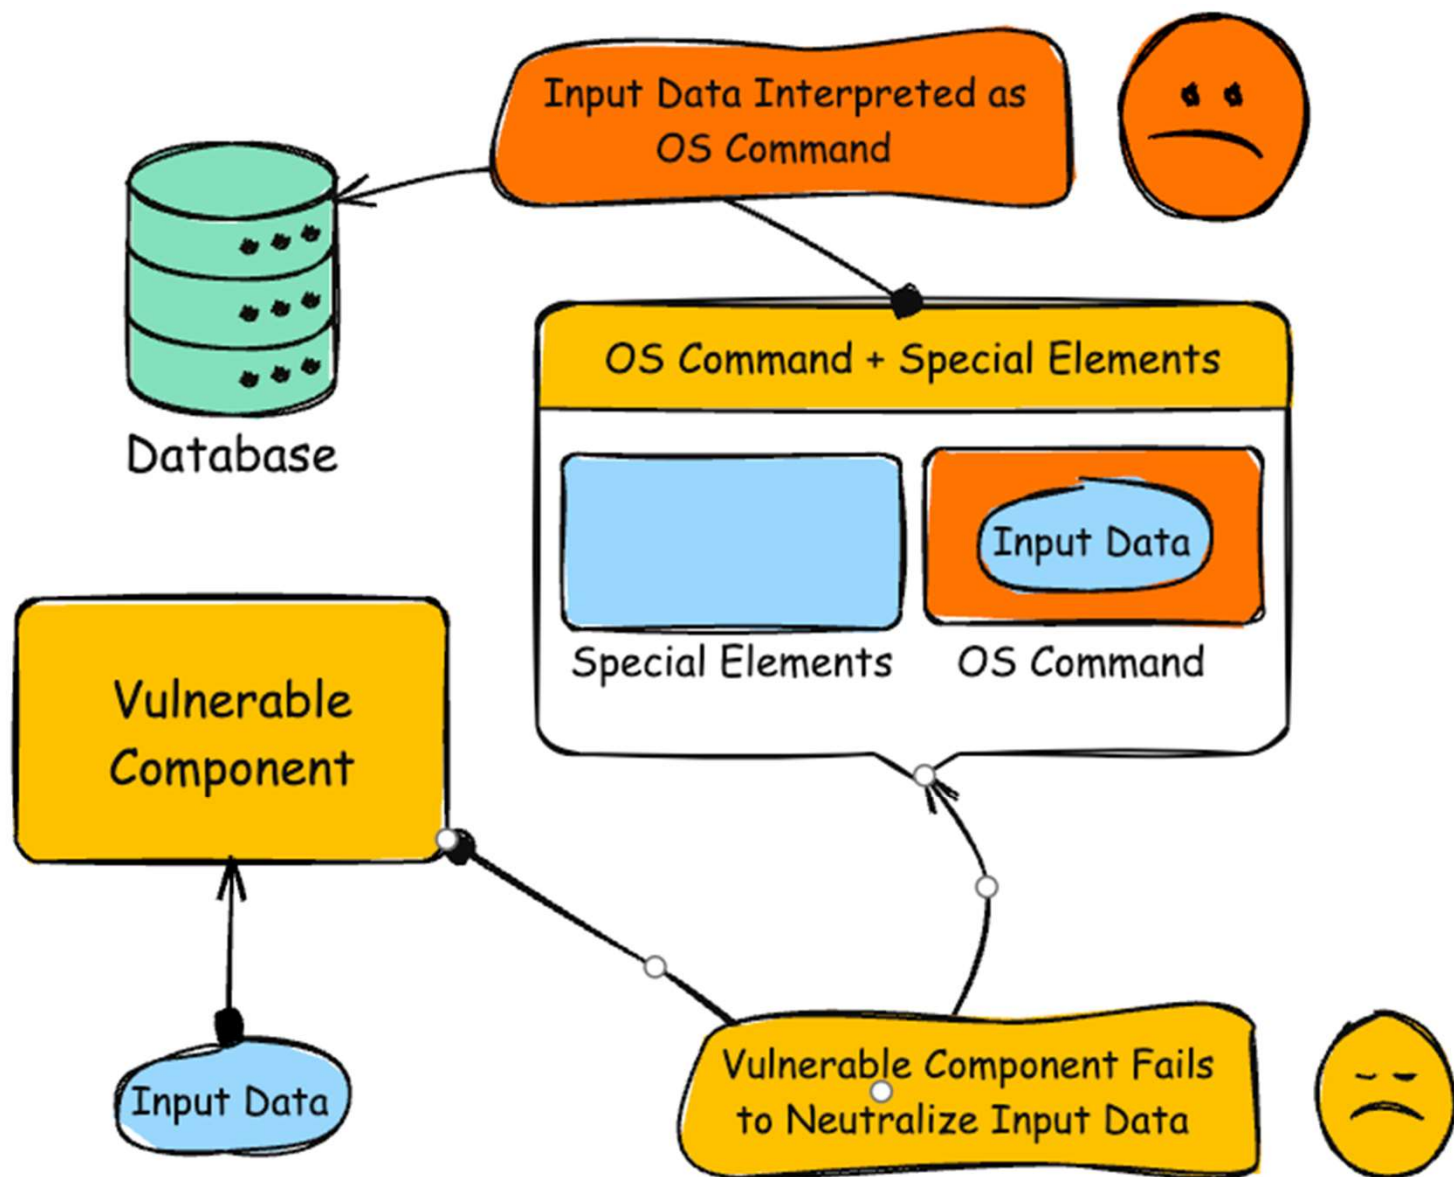 Input Data Interpreted as
OS Command
Database
OS Command + Special Elements
Input Data
Special Elements
OS Command
Vulnerable
Component
Input Data
Vulnerable Component Fails
to Neutralize Input Data